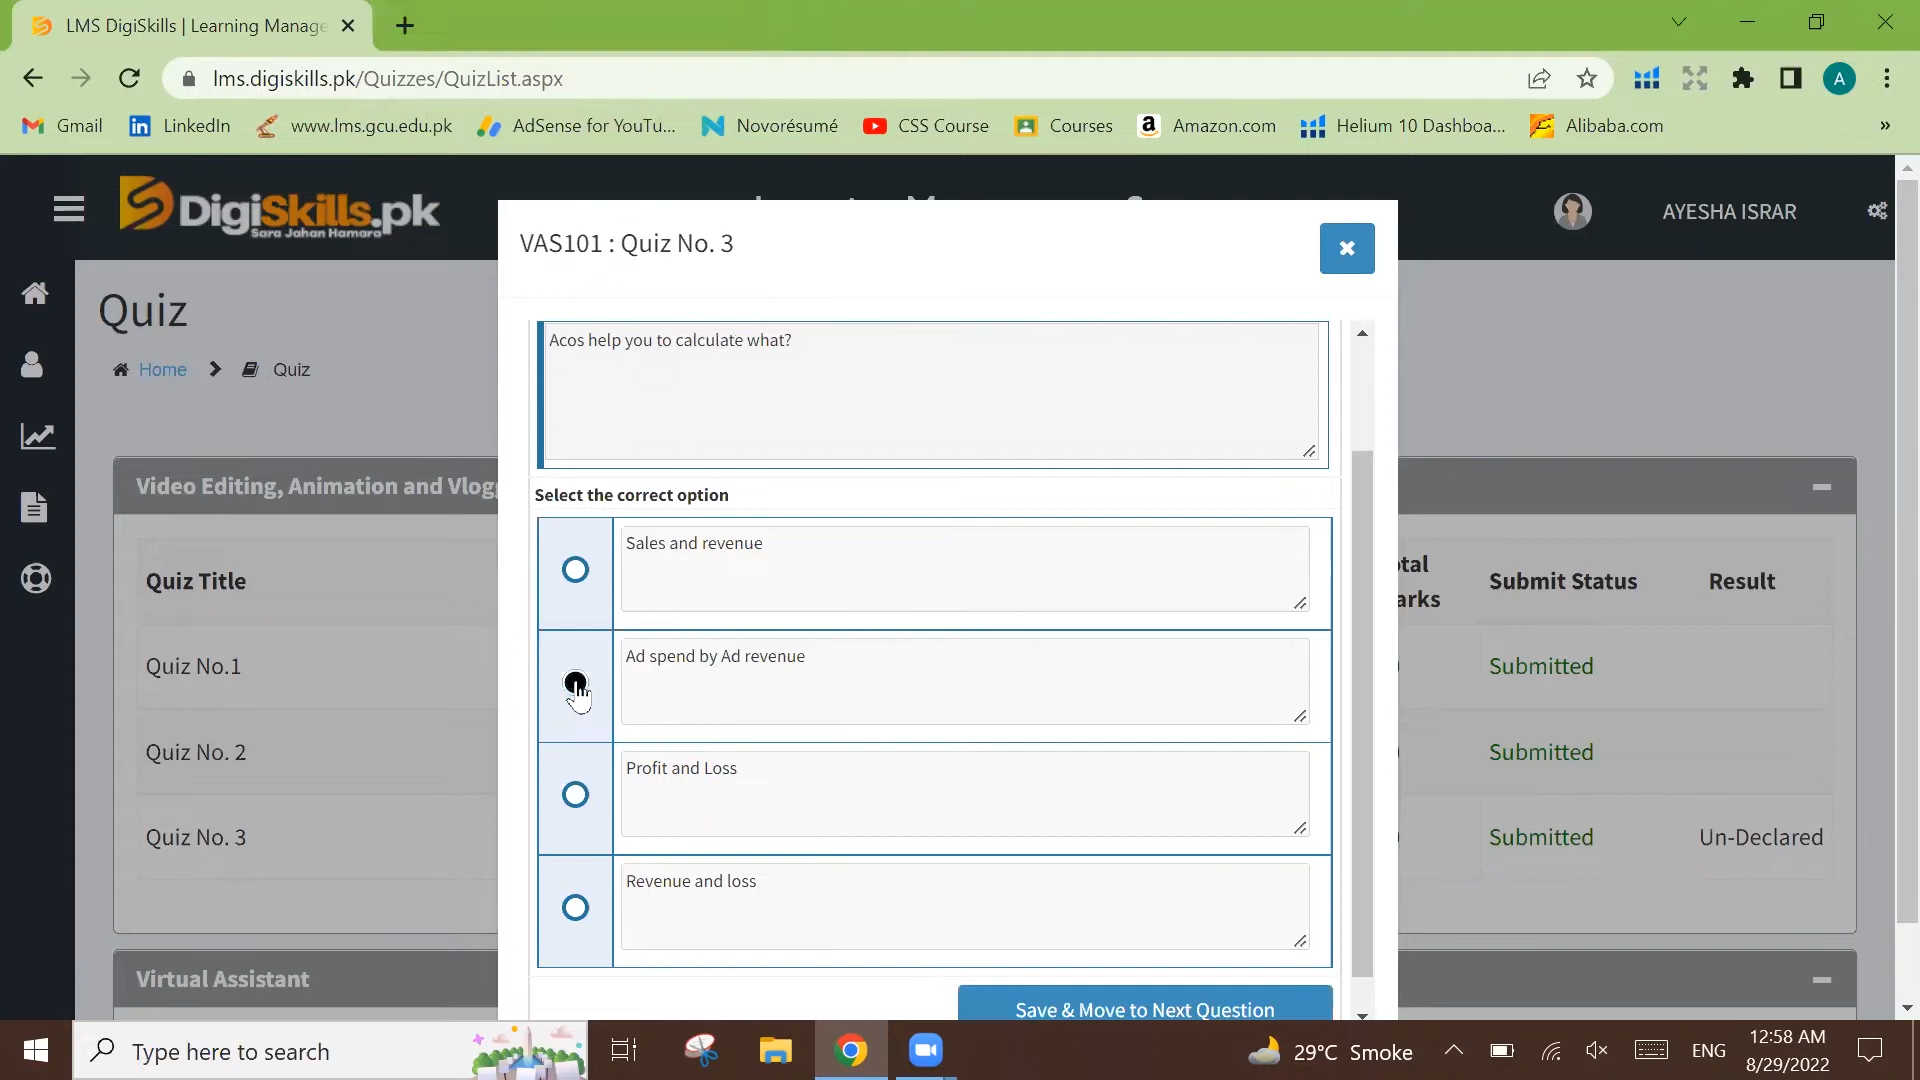 LMS DigiSkills | Learning Manage
lms.digiskills.pk/Quizzes/QuizList.aspx
A
Gmail
LinkedIn
www.lms.gcu.edu.pk
AdSense for YouTu...
Novorésumé
CSS Course
Courses
Amazon.com
Helium 10 Dashboa...
Alibaba.com
»
DigiSkills.pk
Sara Jahan Hamara
AYESHA ISRAR
VAS101 : Quiz No. 3
Quiz
Home
Quiz
Acos help you to calculate what?
Select the correct option
Sales and revenue
Ad spend by Ad revenue
Profit and Loss
Revenue and loss
Save & Move to Next Question
Video Editing, Animation and Vlogg
Quiz Title
Submit Status
Result
Quiz No.1
Submitted
Quiz No. 2
Submitted
Quiz No. 3
Submitted
Un-Declared
Virtual Assistant
Type here to search
29°C Smoke
ENG
12:58 AM
8/29/2022